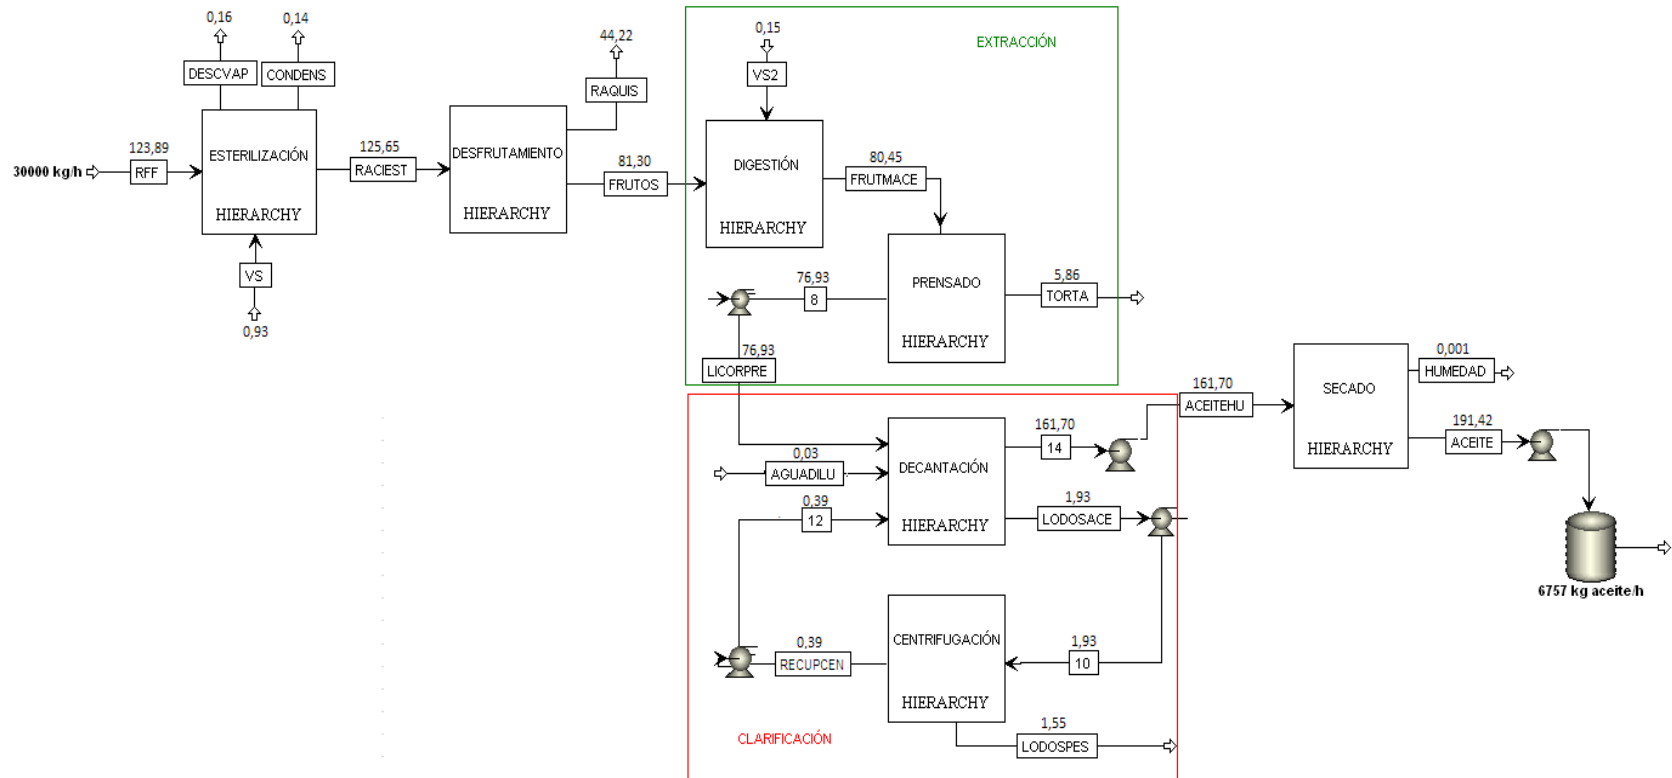 0,16
0,14
DESCVAP
CONDENS
44,22
RAQUIS
30000 kg/h
123,89
RFF
ESTERILIZACIÓN
HIERARCHY
VS
0,93
125,65
RACIEST
DESFRUTAMIENTO
HIERARCHY
81,30
FRUTOS
EXTRACCIÓN
0,15
VS2
DIGESTIÓN
HIERARCHY
80,45
FRUTMACE
PRENSADO
HIERARCHY
5,86
TORTA
76,93
8
76,93
LICORPRE
0,03
AGUADILU
0,39
12
DECANTACIÓN
HIERARCHY
161,70
14
161,70
ACEITEHU
1,93
LODOSACE
SECADO
HIERARCHY
0,001
HUMEDAD
191,42
ACEITE
6757 kg aceite/h
CENTRIFUGACIÓN
HIERARCHY
1,93
10
0,39
RECUPCEN
1,55
LODOSPES
CLARIFICACIÓN